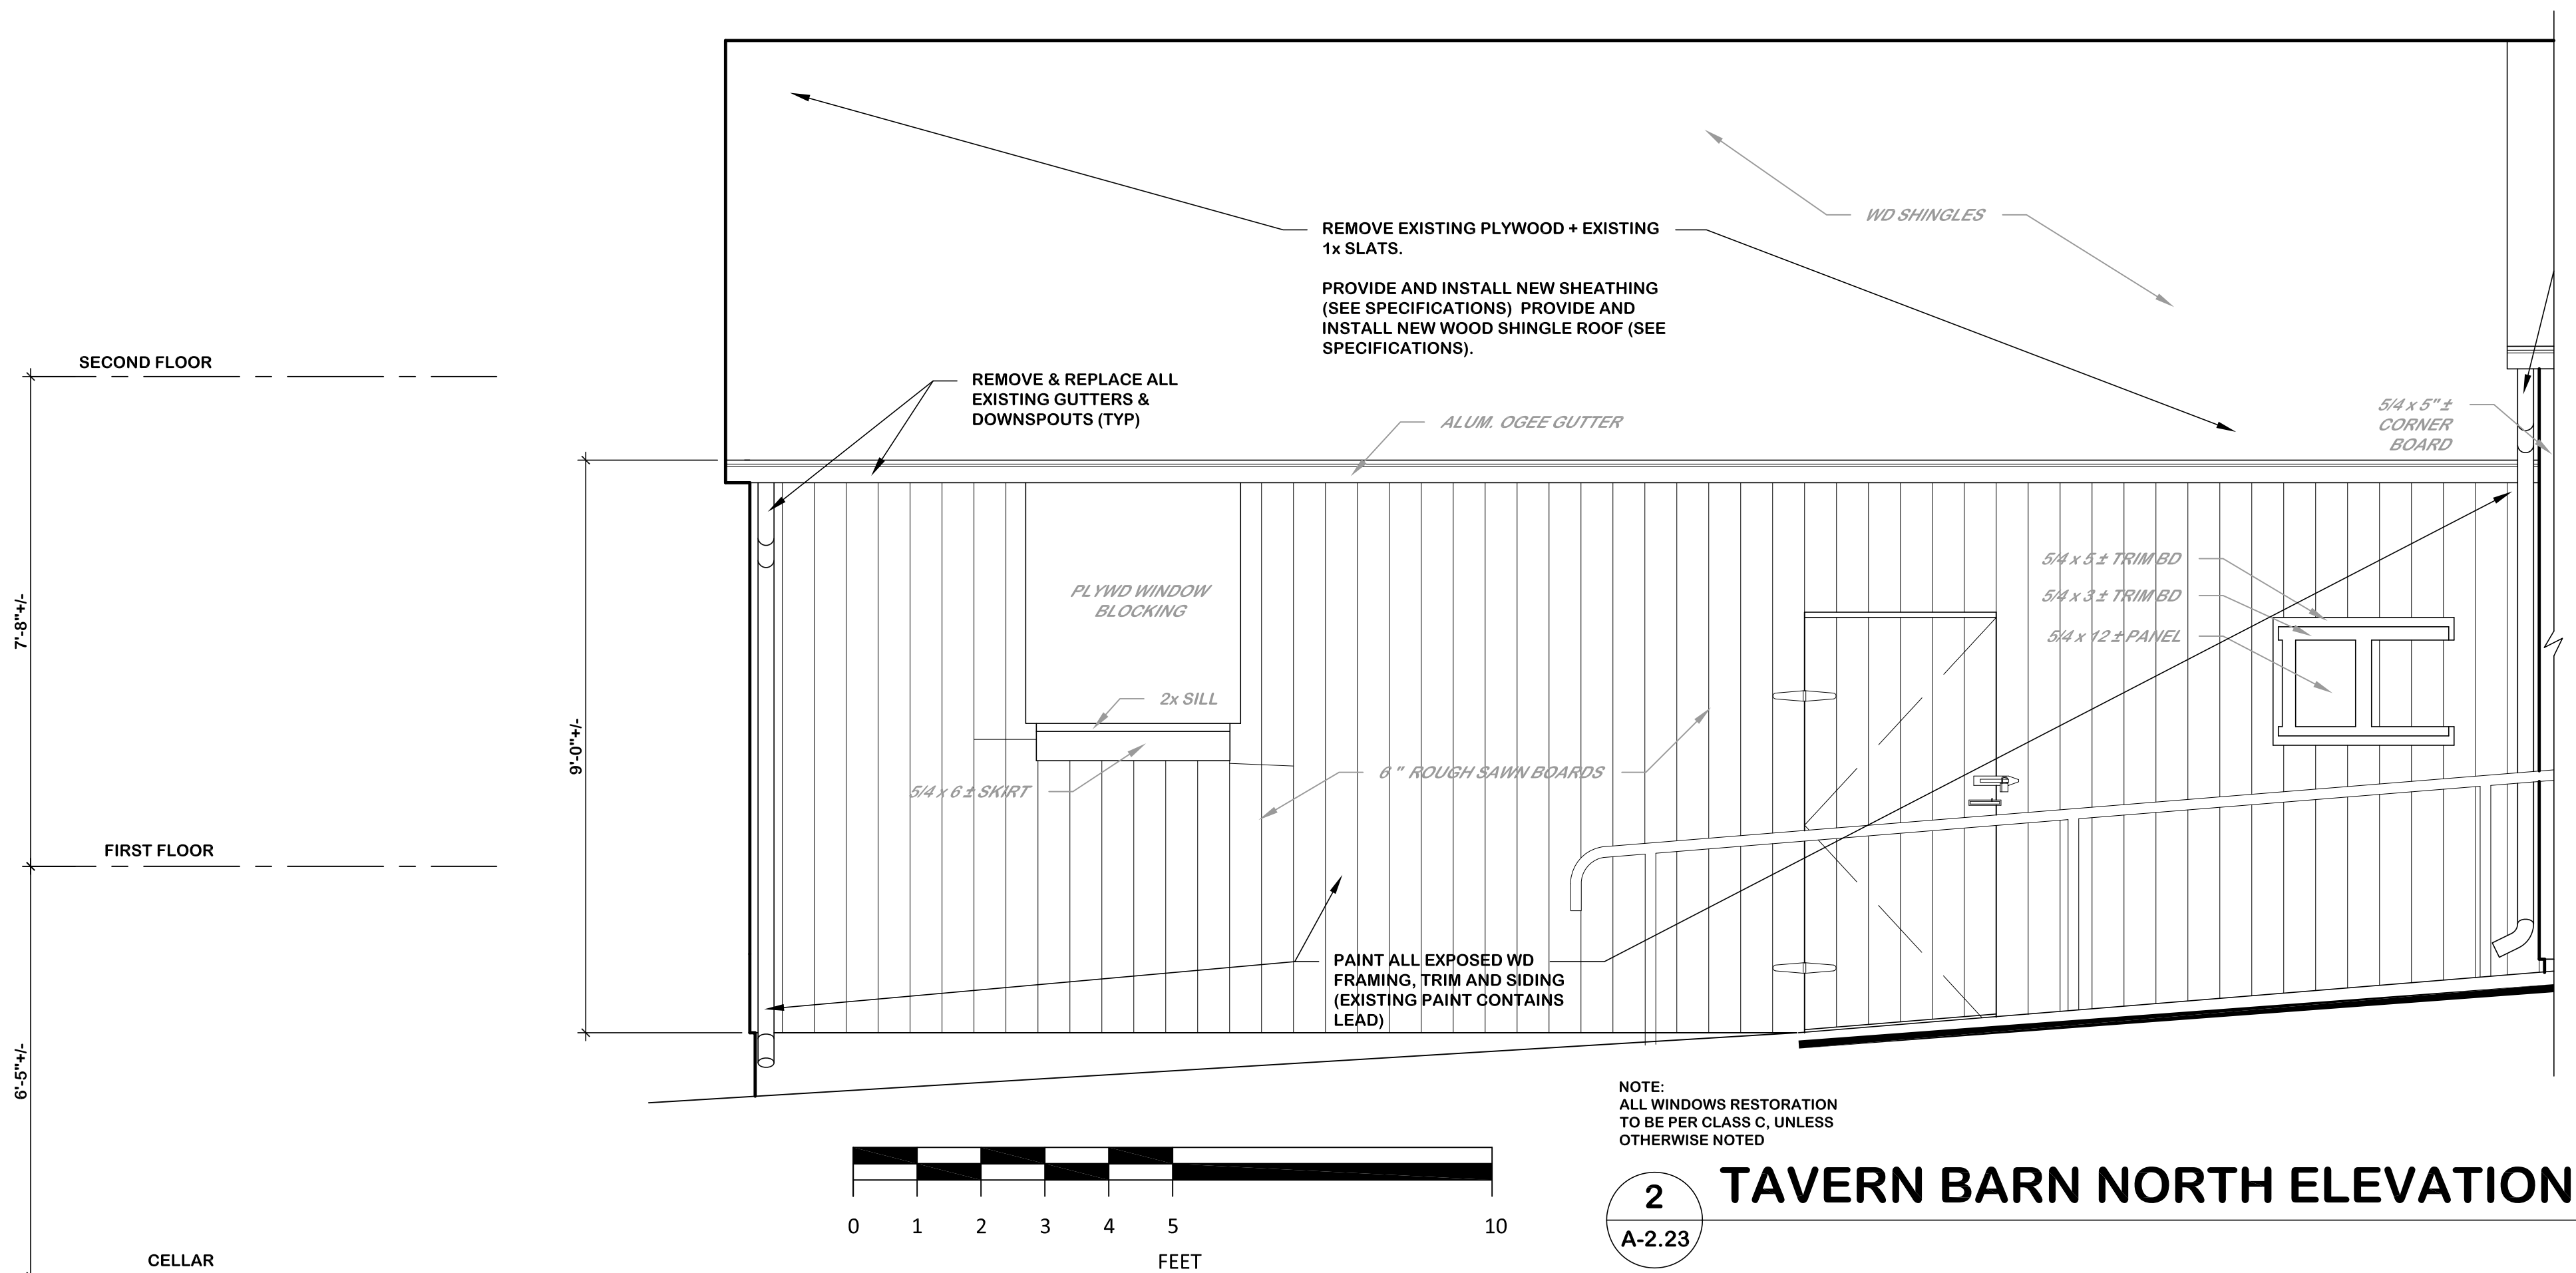 WD SHINGLES
REMOVE EXISTING PLYWOOD + EXISTING
1x SLATS.
PROVIDE AND INSTALL NEW SHEATHING
(SEE SPECIFICATIONS) PROVIDE AND
INSTALL NEW WOOD SHINGLE ROOF (SEE
SPECIFICATIONS).
SECOND FLOOR
REMOVE & REPLACE ALL
EXISTING GUTTERS &
DOWNSPOUTS (TYP)
ALUM. OGEE GUTTER
5/4 x 5" ±
CORNER
BOARD
7'-8"+/-
9'-0"+/-
PLYWD WINDOW
BLOCKING
5/4 x 5 ± TRIM BD
5/4 x 3 ± TRIM BD
5/4 x 12 ± PANEL
2x SILL
6 " ROUGH SAWN BOARDS
5/4 x 6 ± SKIRT
FIRST FLOOR
PAINT ALL EXPOSED WD
FRAMING, TRIM AND SIDING
(EXISTING PAINT CONTAINS
LEAD)
6'-5"+/-
NOTE:
ALL WINDOWS RESTORATION
TO BE PER CLASS C, UNLESS
OTHERWISE NOTED
0 1 2 3 4 5 10
FEET
2
A-2.23
TAVERN BARN NORTH ELEVATION
CELLAR